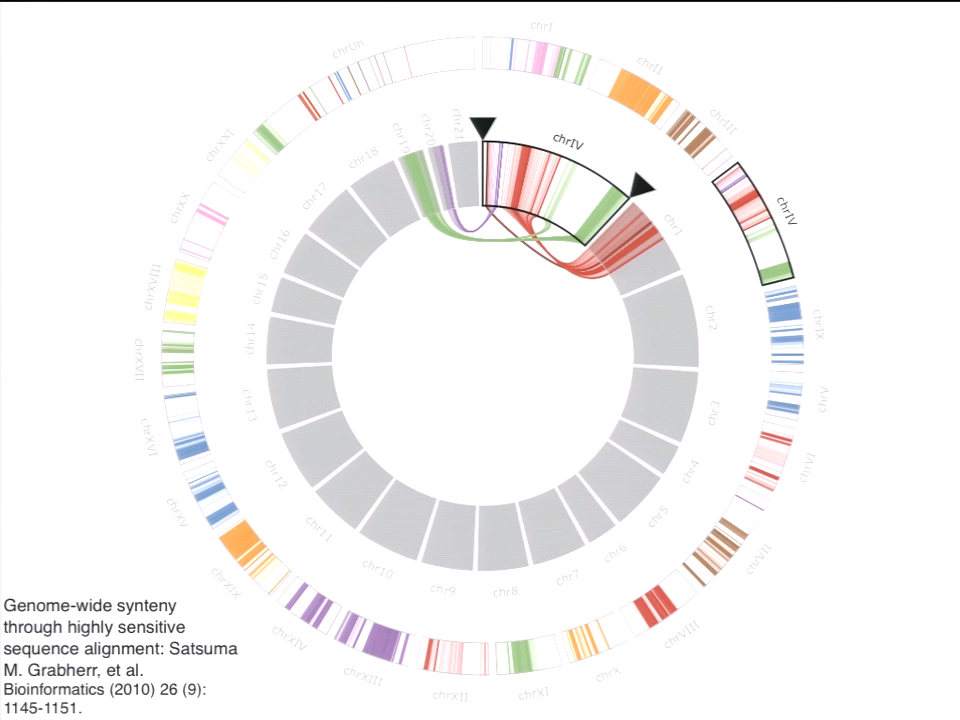 chrI
chrII
chrIII
chrIV
chrIX
chrV
chrVI
chrVII
chrVIII
chrX
chrXI
chrXII
chrXIII
chrXIV
chrXIX
chrXV
chrXVI
chrXVII
chrXVIII
chrXX
chrXXI
chrUn
chrIV
chr1
chr2
chr3
chr4
chr5
chr6
chr7
chr8
chr9
chr10
chr11
chr12
chr13
chr14
chr15
chr16
chr17
chr18
chr19
chr20
chr21
Genome-wide synteny
through highly sensitive
sequence alignment: Satsuma
M. Grabherr, et al.
Bioinformatics (2010) 26 (9):
1145-1151.